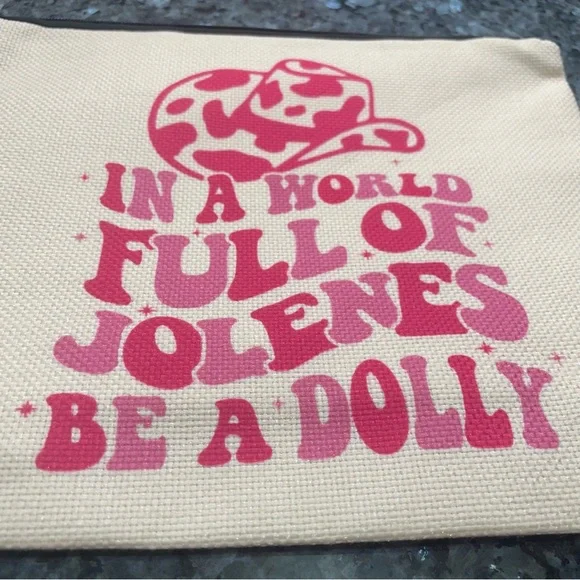 IN A WORLD
FULL OF
JOLENES
BE A DOLLY